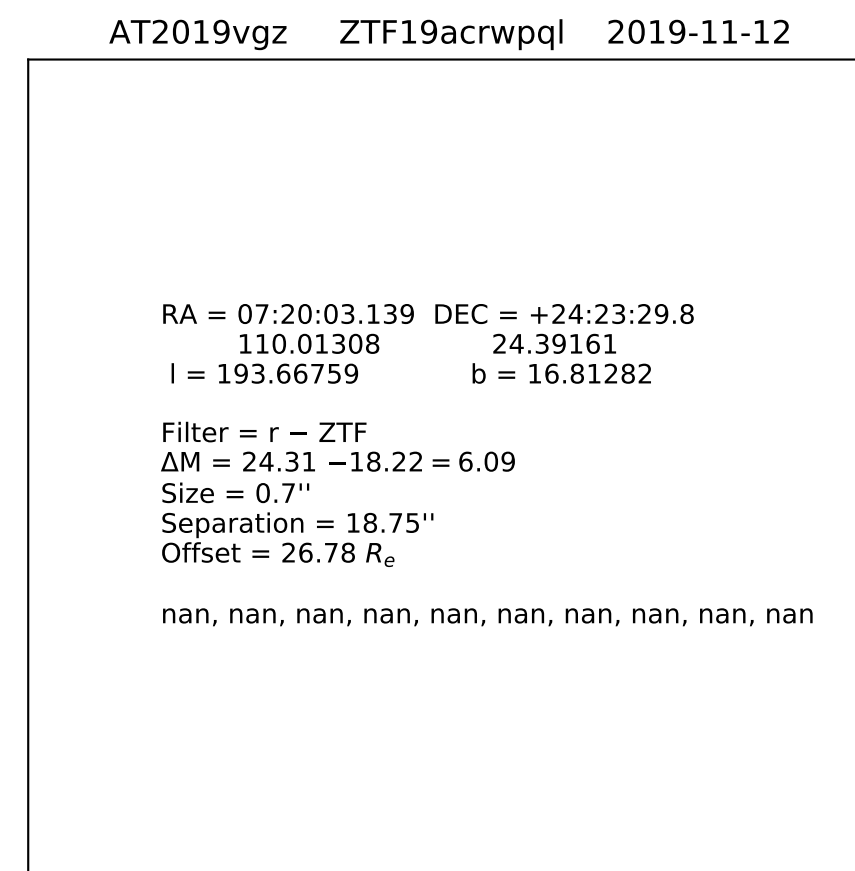 AT2019vgz ZTF19acrwpql 2019-11-12
RA = 07:20:03.139 DEC = +24:23:29.8
110.01308 24.39161
l = 193.66759 b = 16.81282
Filter = r − ZTF
ΔM = 24.31 −18.22 = 6.09
Size = 0.7''
Separation = 18.75''
Offset = 26.78 Rₑ
nan, nan, nan, nan, nan, nan, nan, nan, nan, nan